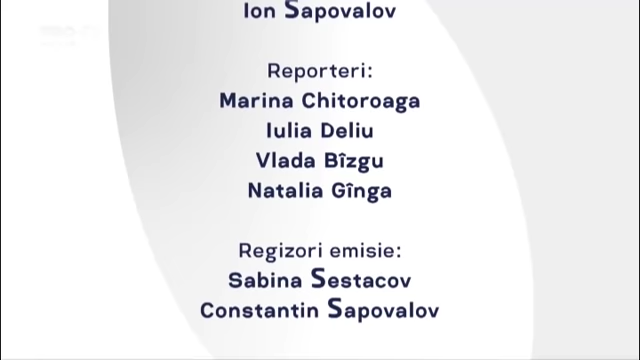 Ion Sapovalov
Reporteri:
Marina Chitoroaga
Iulia Deliu
Vlada Bîzgu
Natalia Gînga
Regizori emisie:
Sabina Sestacov
Constantin Sapovalov